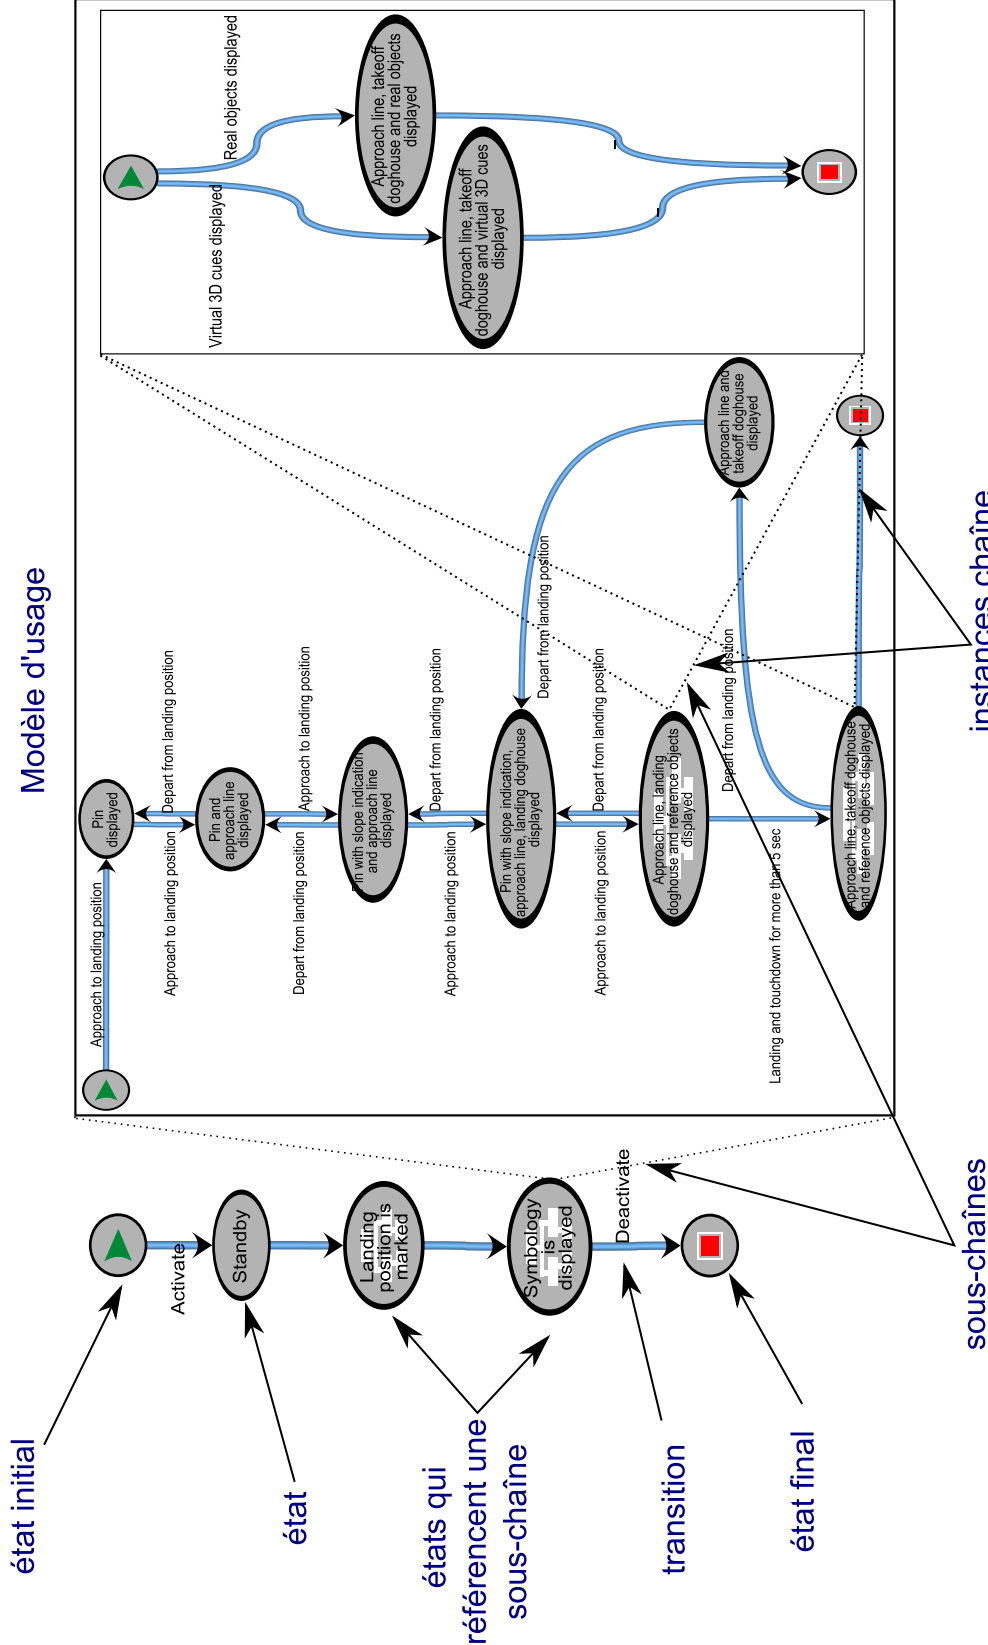 Modèle d'usage
état initial
état
états qui
référencent une
sous-chaîne
transition
état final
sous-chaînes
instances chaîne
Activate
Standby
Landing
position is
marked
Symbology
is
displayed
Deactivate
Approach to landing position
Pin
displayed
Depart from landing position
Approach to landing position
Pin and
approach line
displayed
Approach to landing position
Depart from landing position
Pin with slope indication
and approach line
displayed
Depart from landing position
Approach to landing position
Pin with slope indication,
approach line, landing doghouse
displayed
Depart from landing position
Depart from landing position
Approach to landing position
Approach line, landing
doghouse and reference objects
displayed
Depart from landing position
Landing and touchdown for more than 5 sec
Approach line and
takeoff doghouse
displayed
Approach line, takeoff doghouse
and reference objects displayed
Real objects displayed
Virtual 3D cues displayed
Approach line, takeoff
doghouse and real objects
displayed
Approach line, takeoff
doghouse and virtual 3D cues
displayed